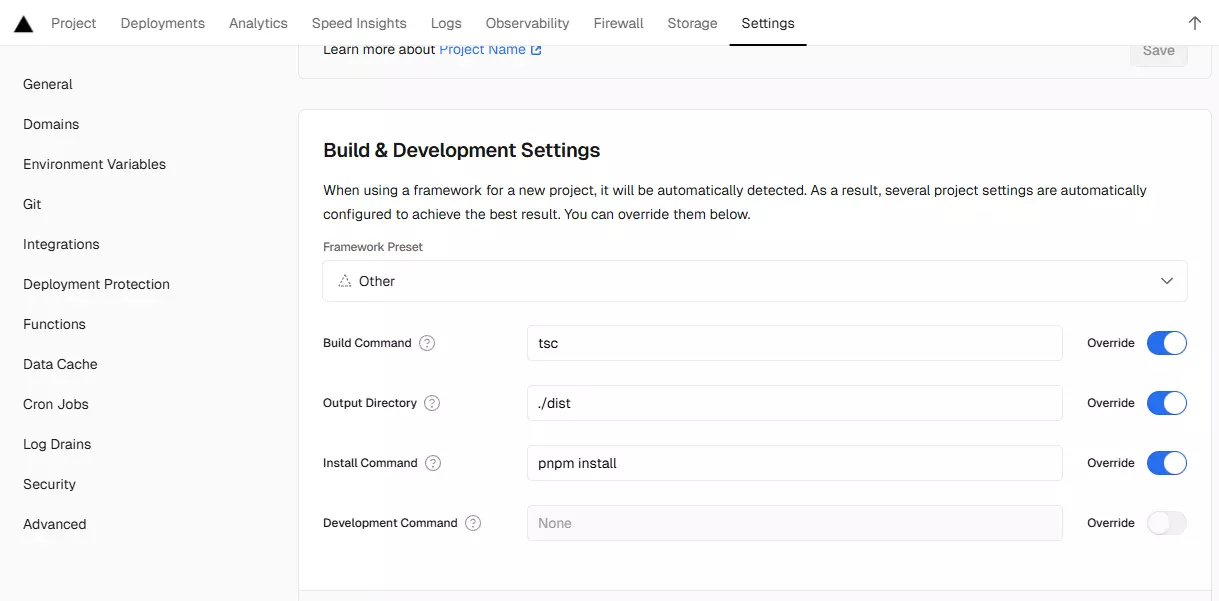 Project Deployments Analytics Speed Insights Logs Observability Firewall Storage Settings
Learn more about Project Name
Save
General
Domains
Environment Variables
Git
Integrations
Deployment Protection
Functions
Data Cache
Cron Jobs
Log Drains
Security
Advanced
Build & Development Settings
When using a framework for a new project, it will be automatically detected. As a result, several project settings are automatically
configured to achieve the best result. You can override them below.
Framework Preset
Other
Build Command ? tsc Override
Output Directory ? ./dist Override
Install Command ? pnpm install Override
Development Command ? None Override